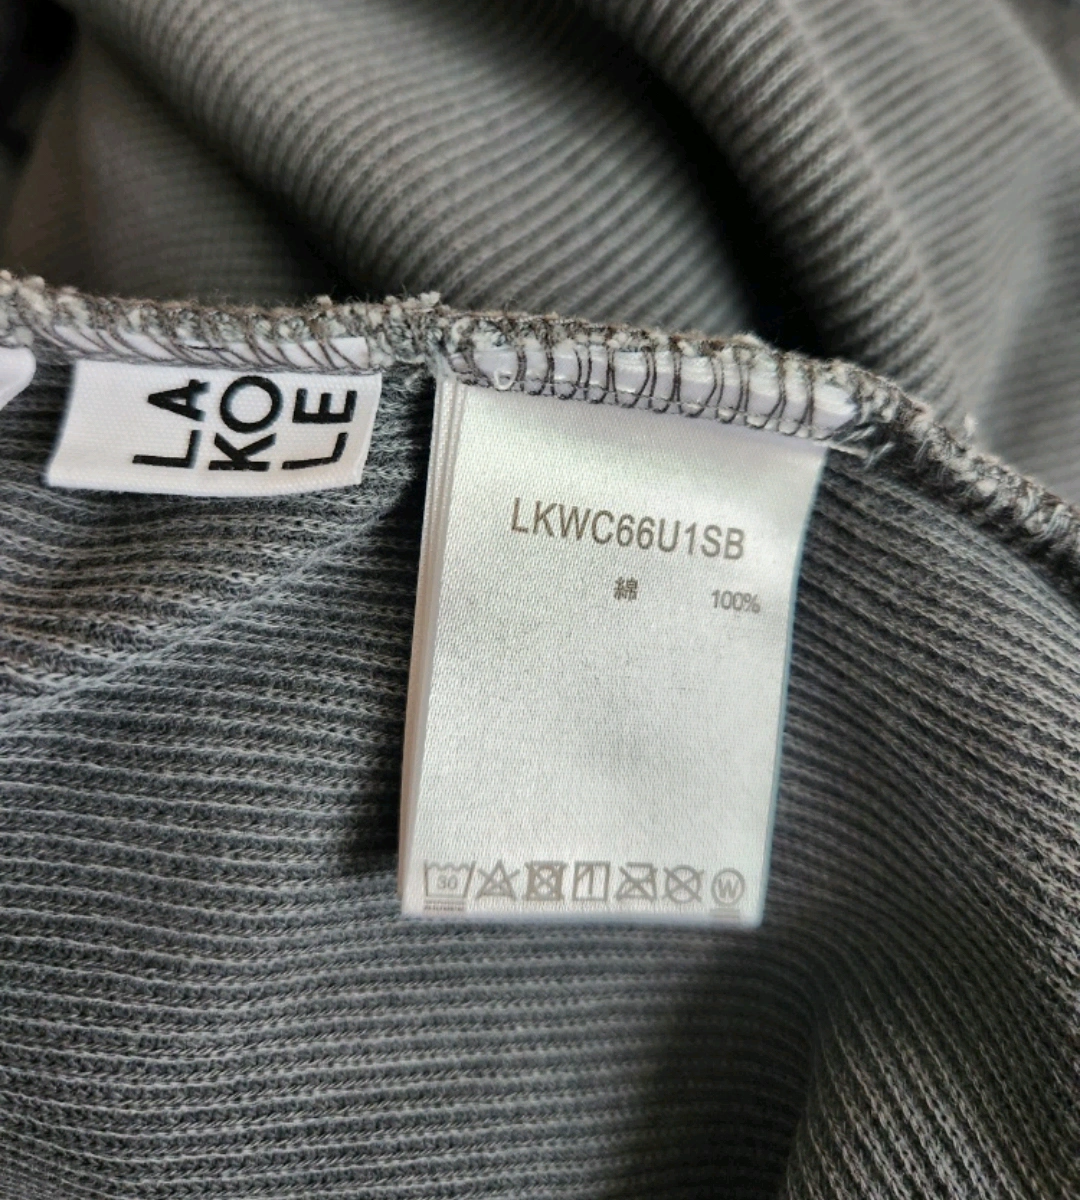 LA
KO
LE
LKWC66U1SB
綿 100%
30
W